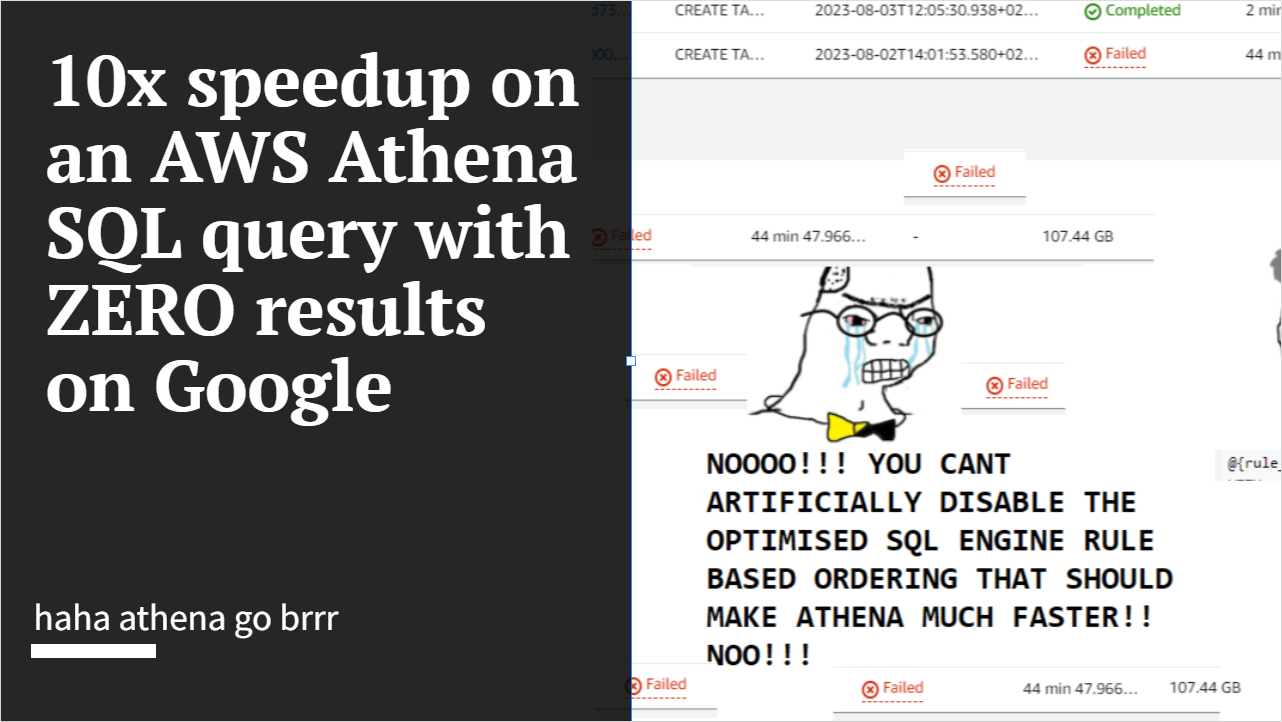 10x speedup on
an AWS Athena
SQL query with
ZERO results
on Google
haha athena go brrr
CREATE TA... 2023-08-03T12:05:30.938+02... Completed
CREATE TA... 2023-08-02T14:01:53.580+02... Failed
Failed
Failed 44 min 47.966... - 107.44 GB
Failed
Failed
NOOOO!!! YOU CANT
ARTIFICIALLY DISABLE THE
OPTIMISED SQL ENGINE RULE
BASED ORDERING THAT SHOULD
MAKE ATHENA MUCH FASTER!!
NOO!!!
@{rule_
Failed
Failed 44 min 47.966... 107.44 GB